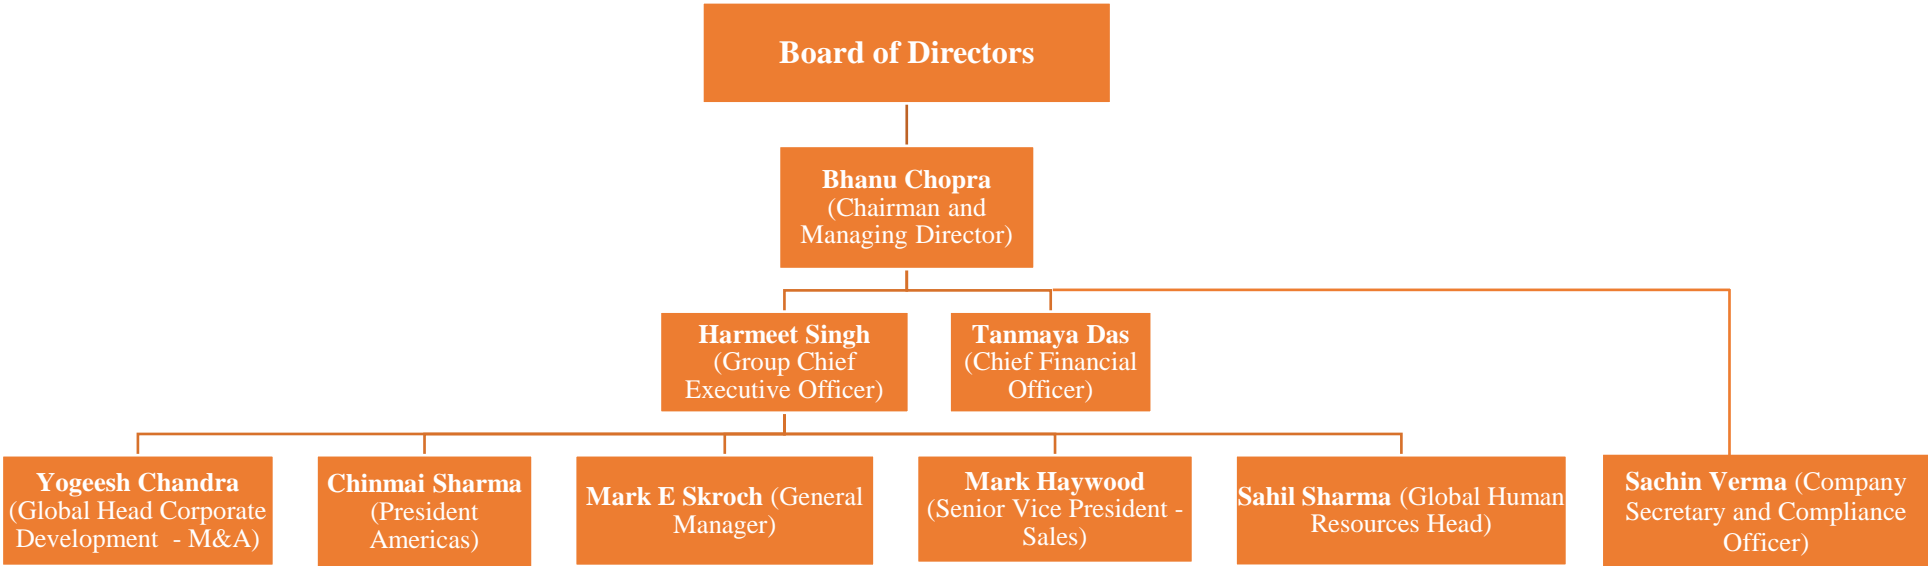 Board of Directors
Bhanu Chopra
(Chairman and
Managing Director)
Harmeet Singh
(Group Chief
Executive Officer)
Tanmaya Das
(Chief Financial
Officer)
Yogeesh Chandra
(Global Head Corporate
Development - M&A)
Chinmai Sharma
(President
Americas)
Mark E Skroch (General
Manager)
Mark Haywood
(Senior Vice President -
Sales)
Sahil Sharma (Global Human
Resources Head)
Sachin Verma (Company
Secretary and Compliance
Officer)